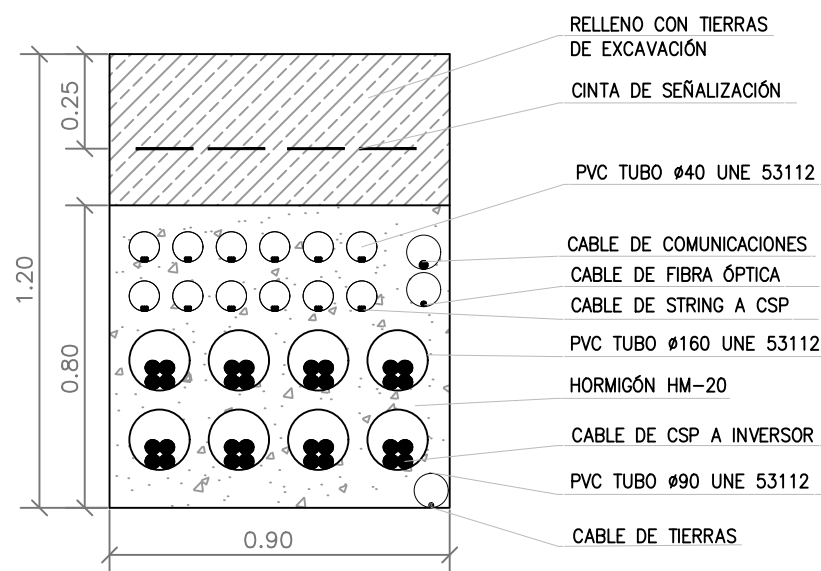 RELLENO CON TIERRAS
DE EXCAVACIÓN
0.25
CINTA DE SEÑALIZACIÓN
PVC TUBO ø40 UNE 53112
1.20
CABLE DE COMUNICACIONES
CABLE DE FIBRA ÓPTICA
CABLE DE STRING A CSP
PVC TUBO ø160 UNE 53112
0.80
HORMIGÓN HM-20
CABLE DE CSP A INVERSOR
PVC TUBO ø90 UNE 53112
CABLE DE TIERRAS
0.90